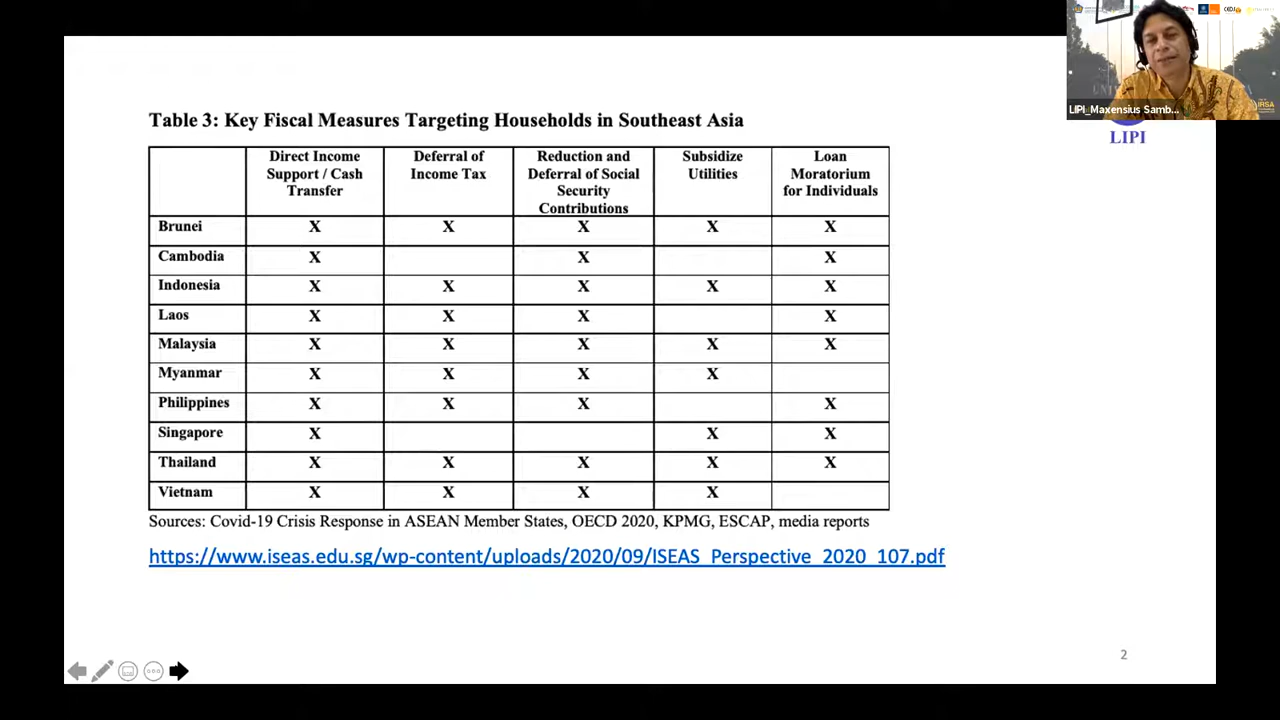 Table 3: Key Fiscal Measures Targeting Households in Southeast Asia
Direct Income Support / Cash Transfer | Deferral of Income Tax | Reduction and Deferral of Social Security Contributions | Subsidize Utilities | Loan Moratorium for Individuals
Brunei X X X X X
Cambodia X X X
Indonesia X X X X X
Laos X X X X
Malaysia X X X X X
Myanmar X X X X
Philippines X X X X
Singapore X X X
Thailand X X X X X
Vietnam X X X X
Sources: Covid-19 Crisis Response in ASEAN Member States, OECD 2020, KPMG, ESCAP, media reports
https://www.iseas.edu.sg/wp-content/uploads/2020/09/ISEAS_Perspective_2020_107.pdf
2
LIPI_Maxensius Samb...
IRSA
LIPI